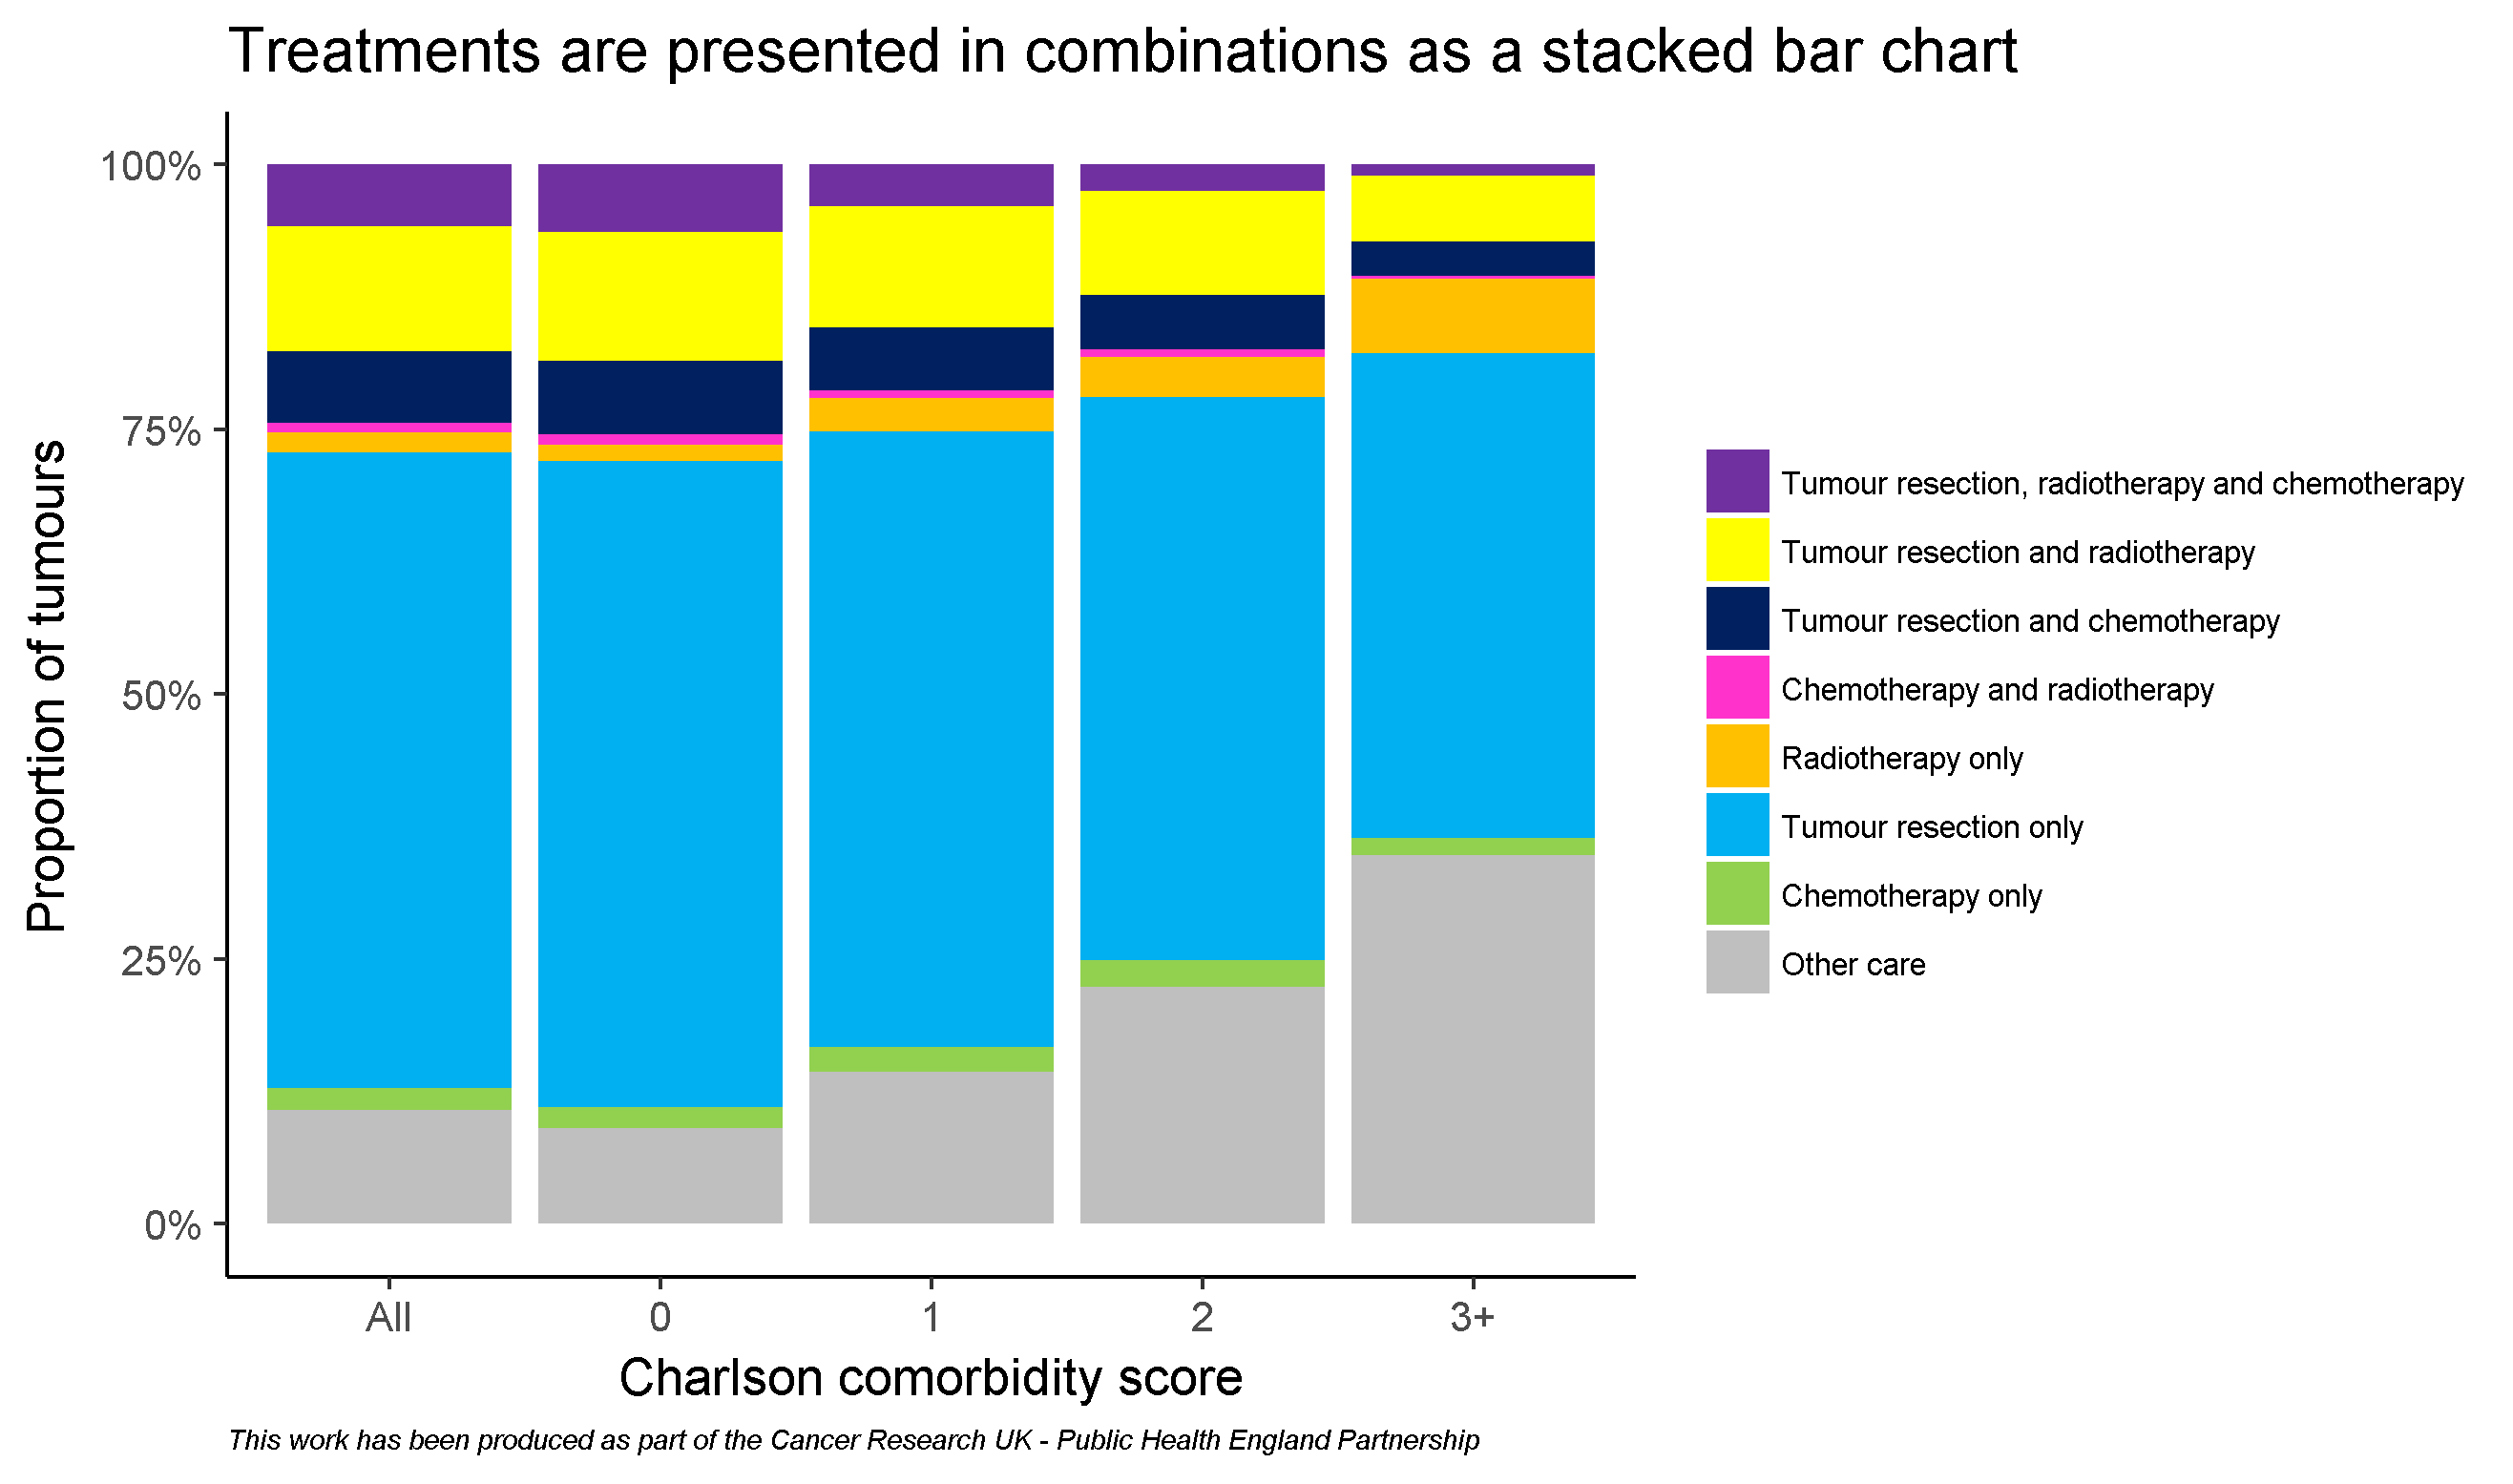 Treatments are presented in combinations as a stacked bar chart
100%
75%
50%
25%
0%
Proportion of tumours
All
0
1
2
3+
Charlson comorbidity score
Tumour resection, radiotherapy and chemotherapy
Tumour resection and radiotherapy
Tumour resection and chemotherapy
Chemotherapy and radiotherapy
Radiotherapy only
Tumour resection only
Chemotherapy only
Other care
This work has been produced as part of the Cancer Research UK - Public Health England Partnership